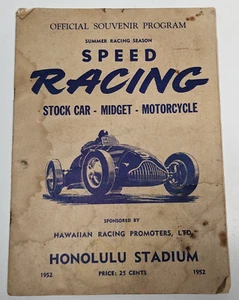 OFFICIAL SOUVENIR PROGRAM
SUMMER RACING SEASON
SPEED
RACING
STOCK CAR - MIDGET - MOTORCYCLE
SPONSORED BY
HAWAIIAN RACING PROMOTERS, LTD.
HONOLULU STADIUM
1952 PRICE: 25 CENTS 1952